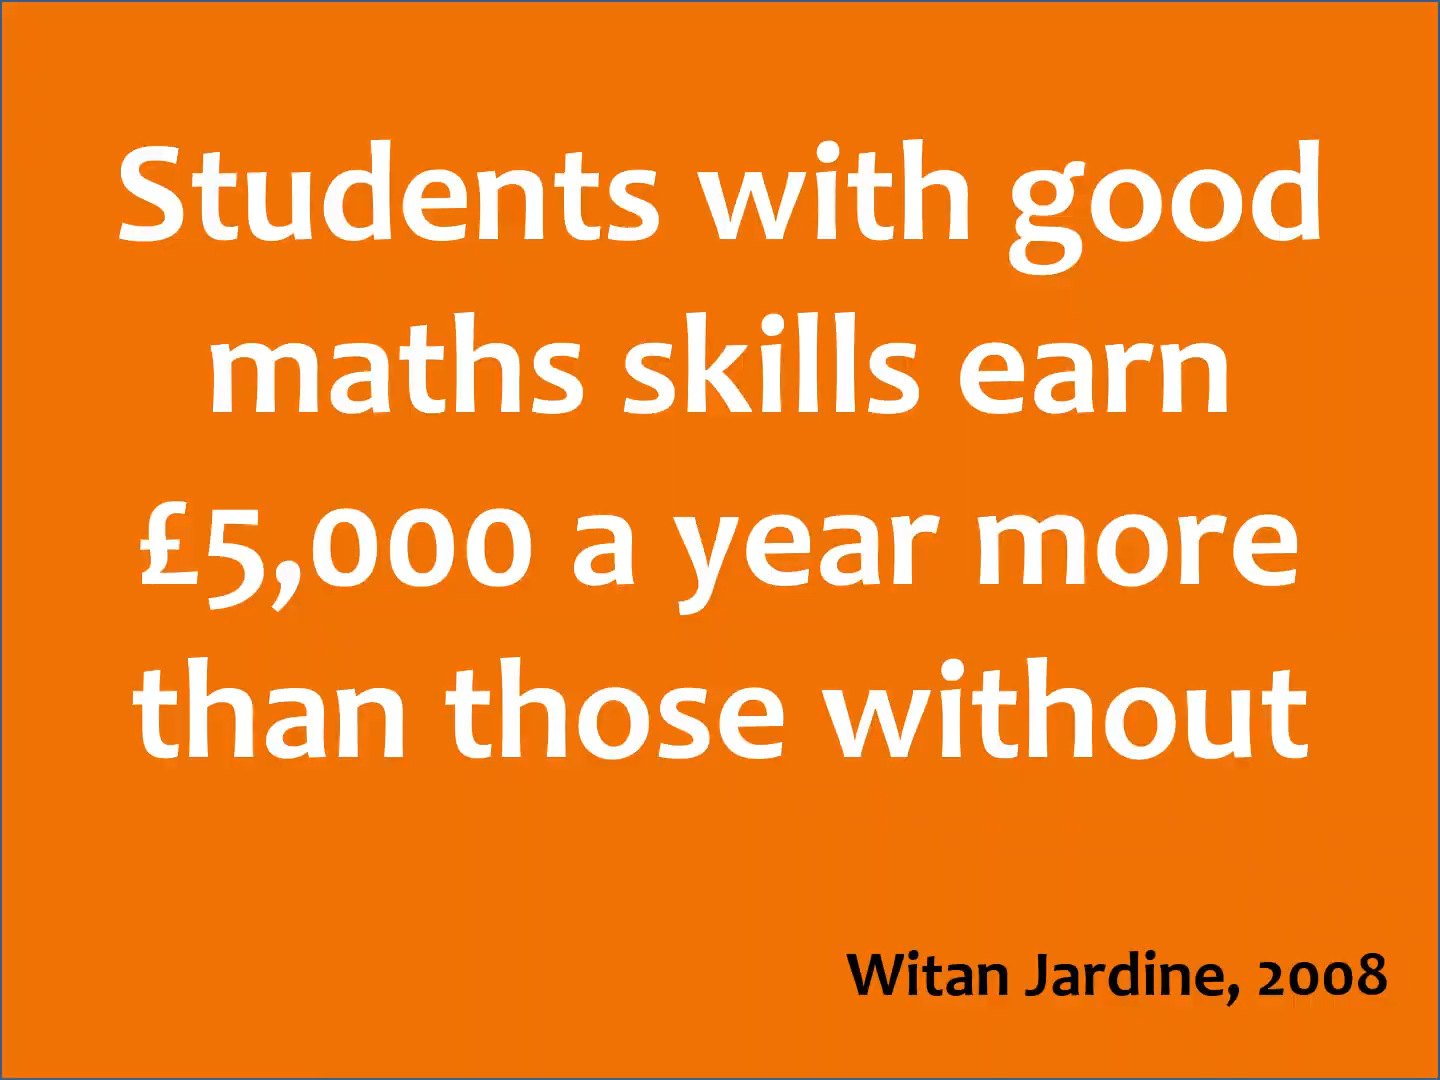 Students with good
maths skills earn
£5,000 a year more
than those without
Witan Jardine, 2008